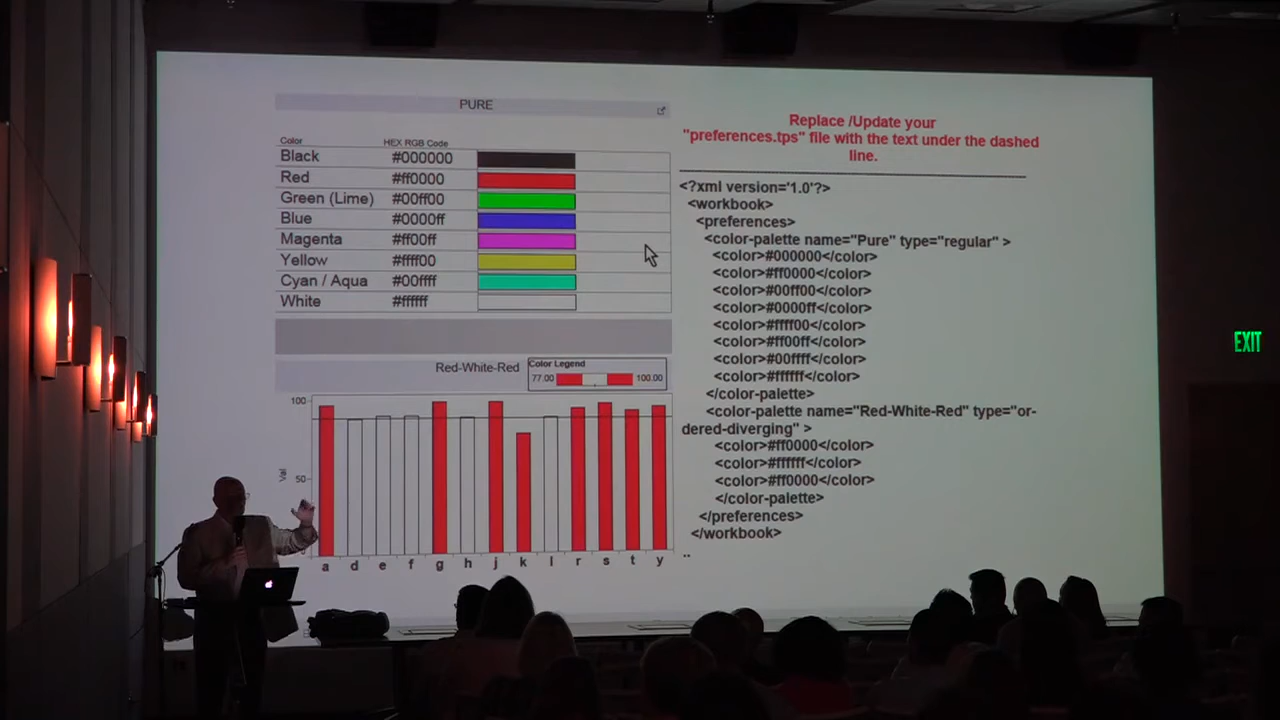 PURE
Color HEX RGB Code
Black #000000
Red #ff0000
Green (Lime) #00ff00
Blue #0000ff
Magenta #ff00ff
Yellow #ffff00
Cyan / Aqua #00ffff
White #ffffff
Red-White-Red
Color Legend
77.00 100.00
100
Val
50
a d e f g h j k l r s t y
Replace /Update your
"preferences.tps" file with the text under the dashed
line.
<?xml version='1.0'?>
<workbook>
<preferences>
<color-palette name="Pure" type="regular" >
<color>#000000</color>
<color>#ff0000</color>
<color>#00ff00</color>
<color>#0000ff</color>
<color>#ffff00</color>
<color>#ff00ff</color>
<color>#00ffff</color>
<color>#ffffff</color>
</color-palette>
<color-palette name="Red-White-Red" type="or-
dered-diverging" >
<color>#ff0000</color>
<color>#ffffff</color>
<color>#ff0000</color>
</color-palette>
</preferences>
</workbook>
..
EXIT